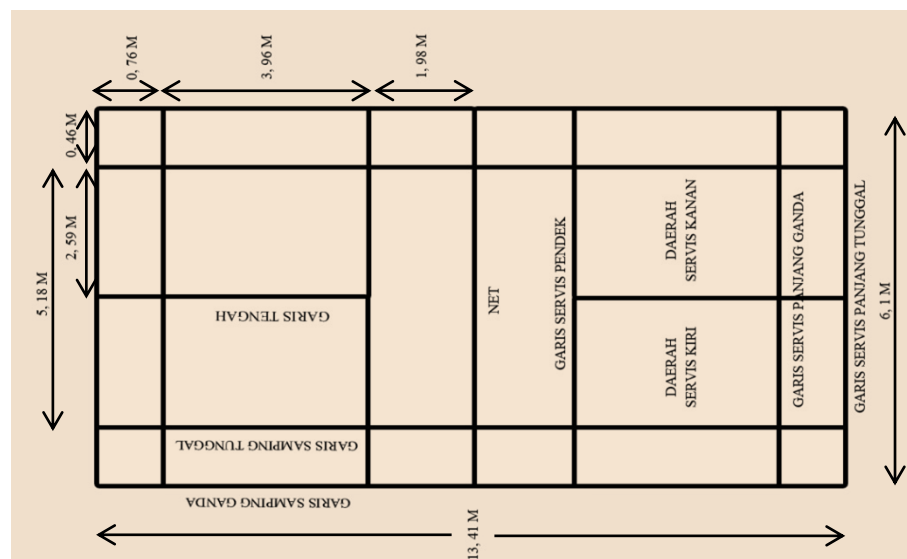 0, 76 M
3, 96 M
1, 98 M
0, 46 M
2, 59 M
5, 18 M
GARIS TENGAH
GARIS SAMPING TUNGGAL
GARIS SAMPING GANDA
NET
GARIS SERVIS PENDEK
DAERAH
SERVIS KANAN
DAERAH
SERVIS KIRI
GARIS SERVIS PANJANG GANDA
GARIS SERVIS PANJANG TUNGGAL
6, 1 M
13, 41 M